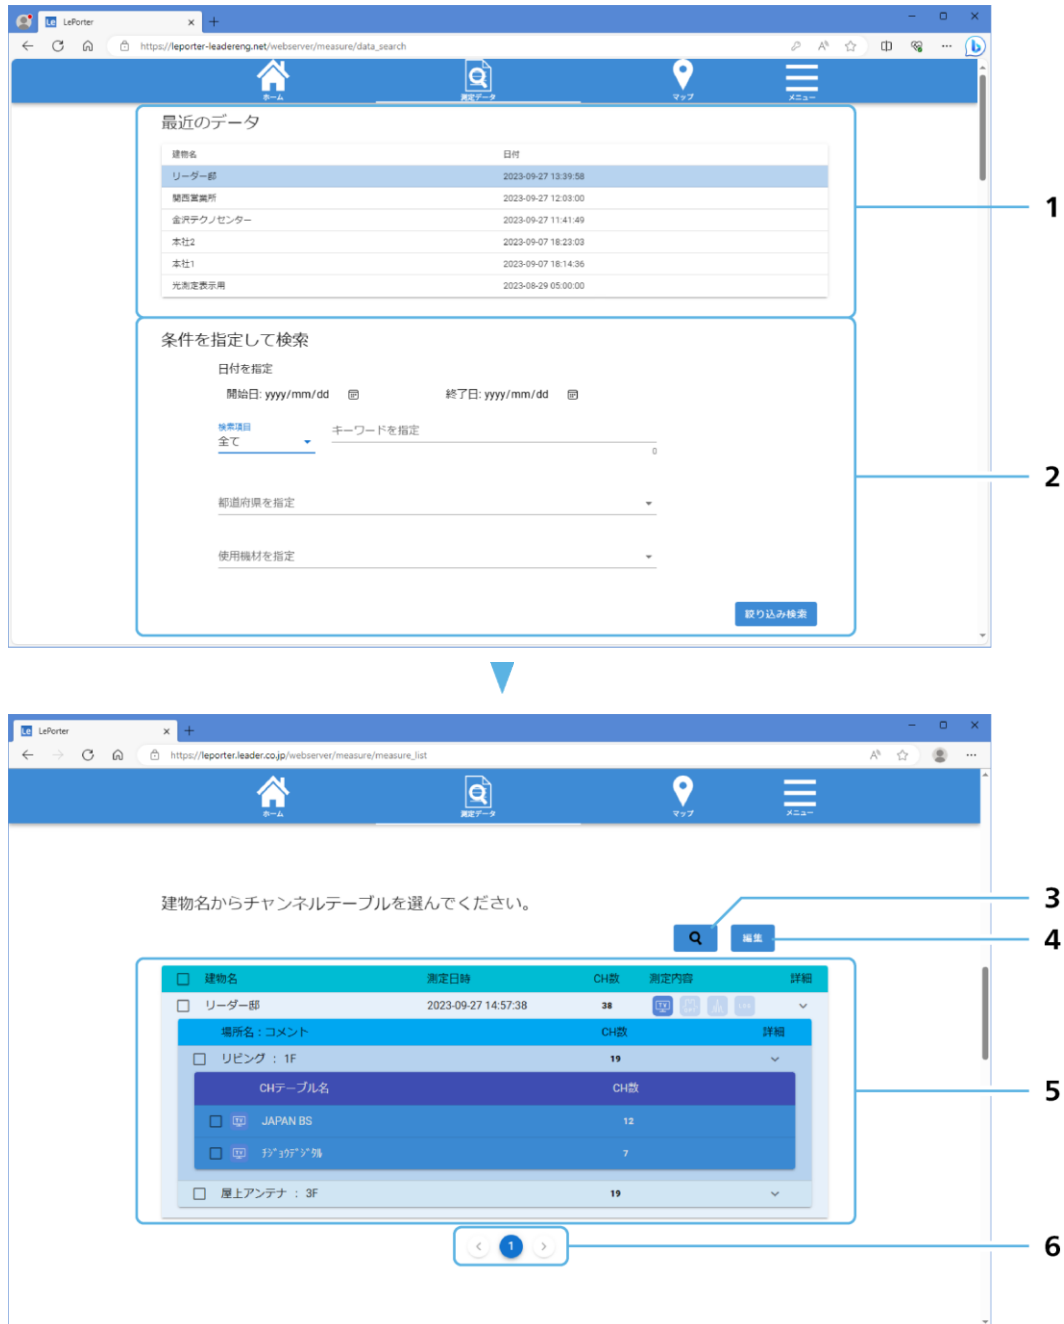 Le LePorter
https://leporter-leadereng.net/webserver/measure/data_search
ホーム 測定データ マップ メニュー
最近のデータ
建物名 日付
リーダー邸 2023-09-27 13:39:58
関西営業所 2023-09-27 12:03:00
金沢テクノセンター 2023-09-27 11:41:49
本社2 2023-09-07 18:23:03
本社1 2023-09-07 18:14:36
光測定表示用 2023-08-29 05:00:00
1
条件を指定して検索
日付を指定
開始日: yyyy/mm/dd 終了日: yyyy/mm/dd
検索項目
全て キーワードを指定
0
2
都道府県を指定
使用機材を指定
絞り込み検索
Le LePorter
https://leporter.leader.co.jp/webserver/measure/measure_list
ホーム 測定データ マップ メニュー
建物名からチャンネルテーブルを選んでください。
3
編集 4
建物名 測定日時 CH数 測定内容 詳細
リーダー邸 2023-09-27 14:57:38 38 TV
場所名：コメント CH数 詳細
リビング ： 1F 19
CHテーブル名 CH数
5
TV JAPAN BS 12
TV ﾁｼﾞｮｳﾃﾞｼﾞﾀﾙ 7
屋上アンテナ ： 3F 19
1 6